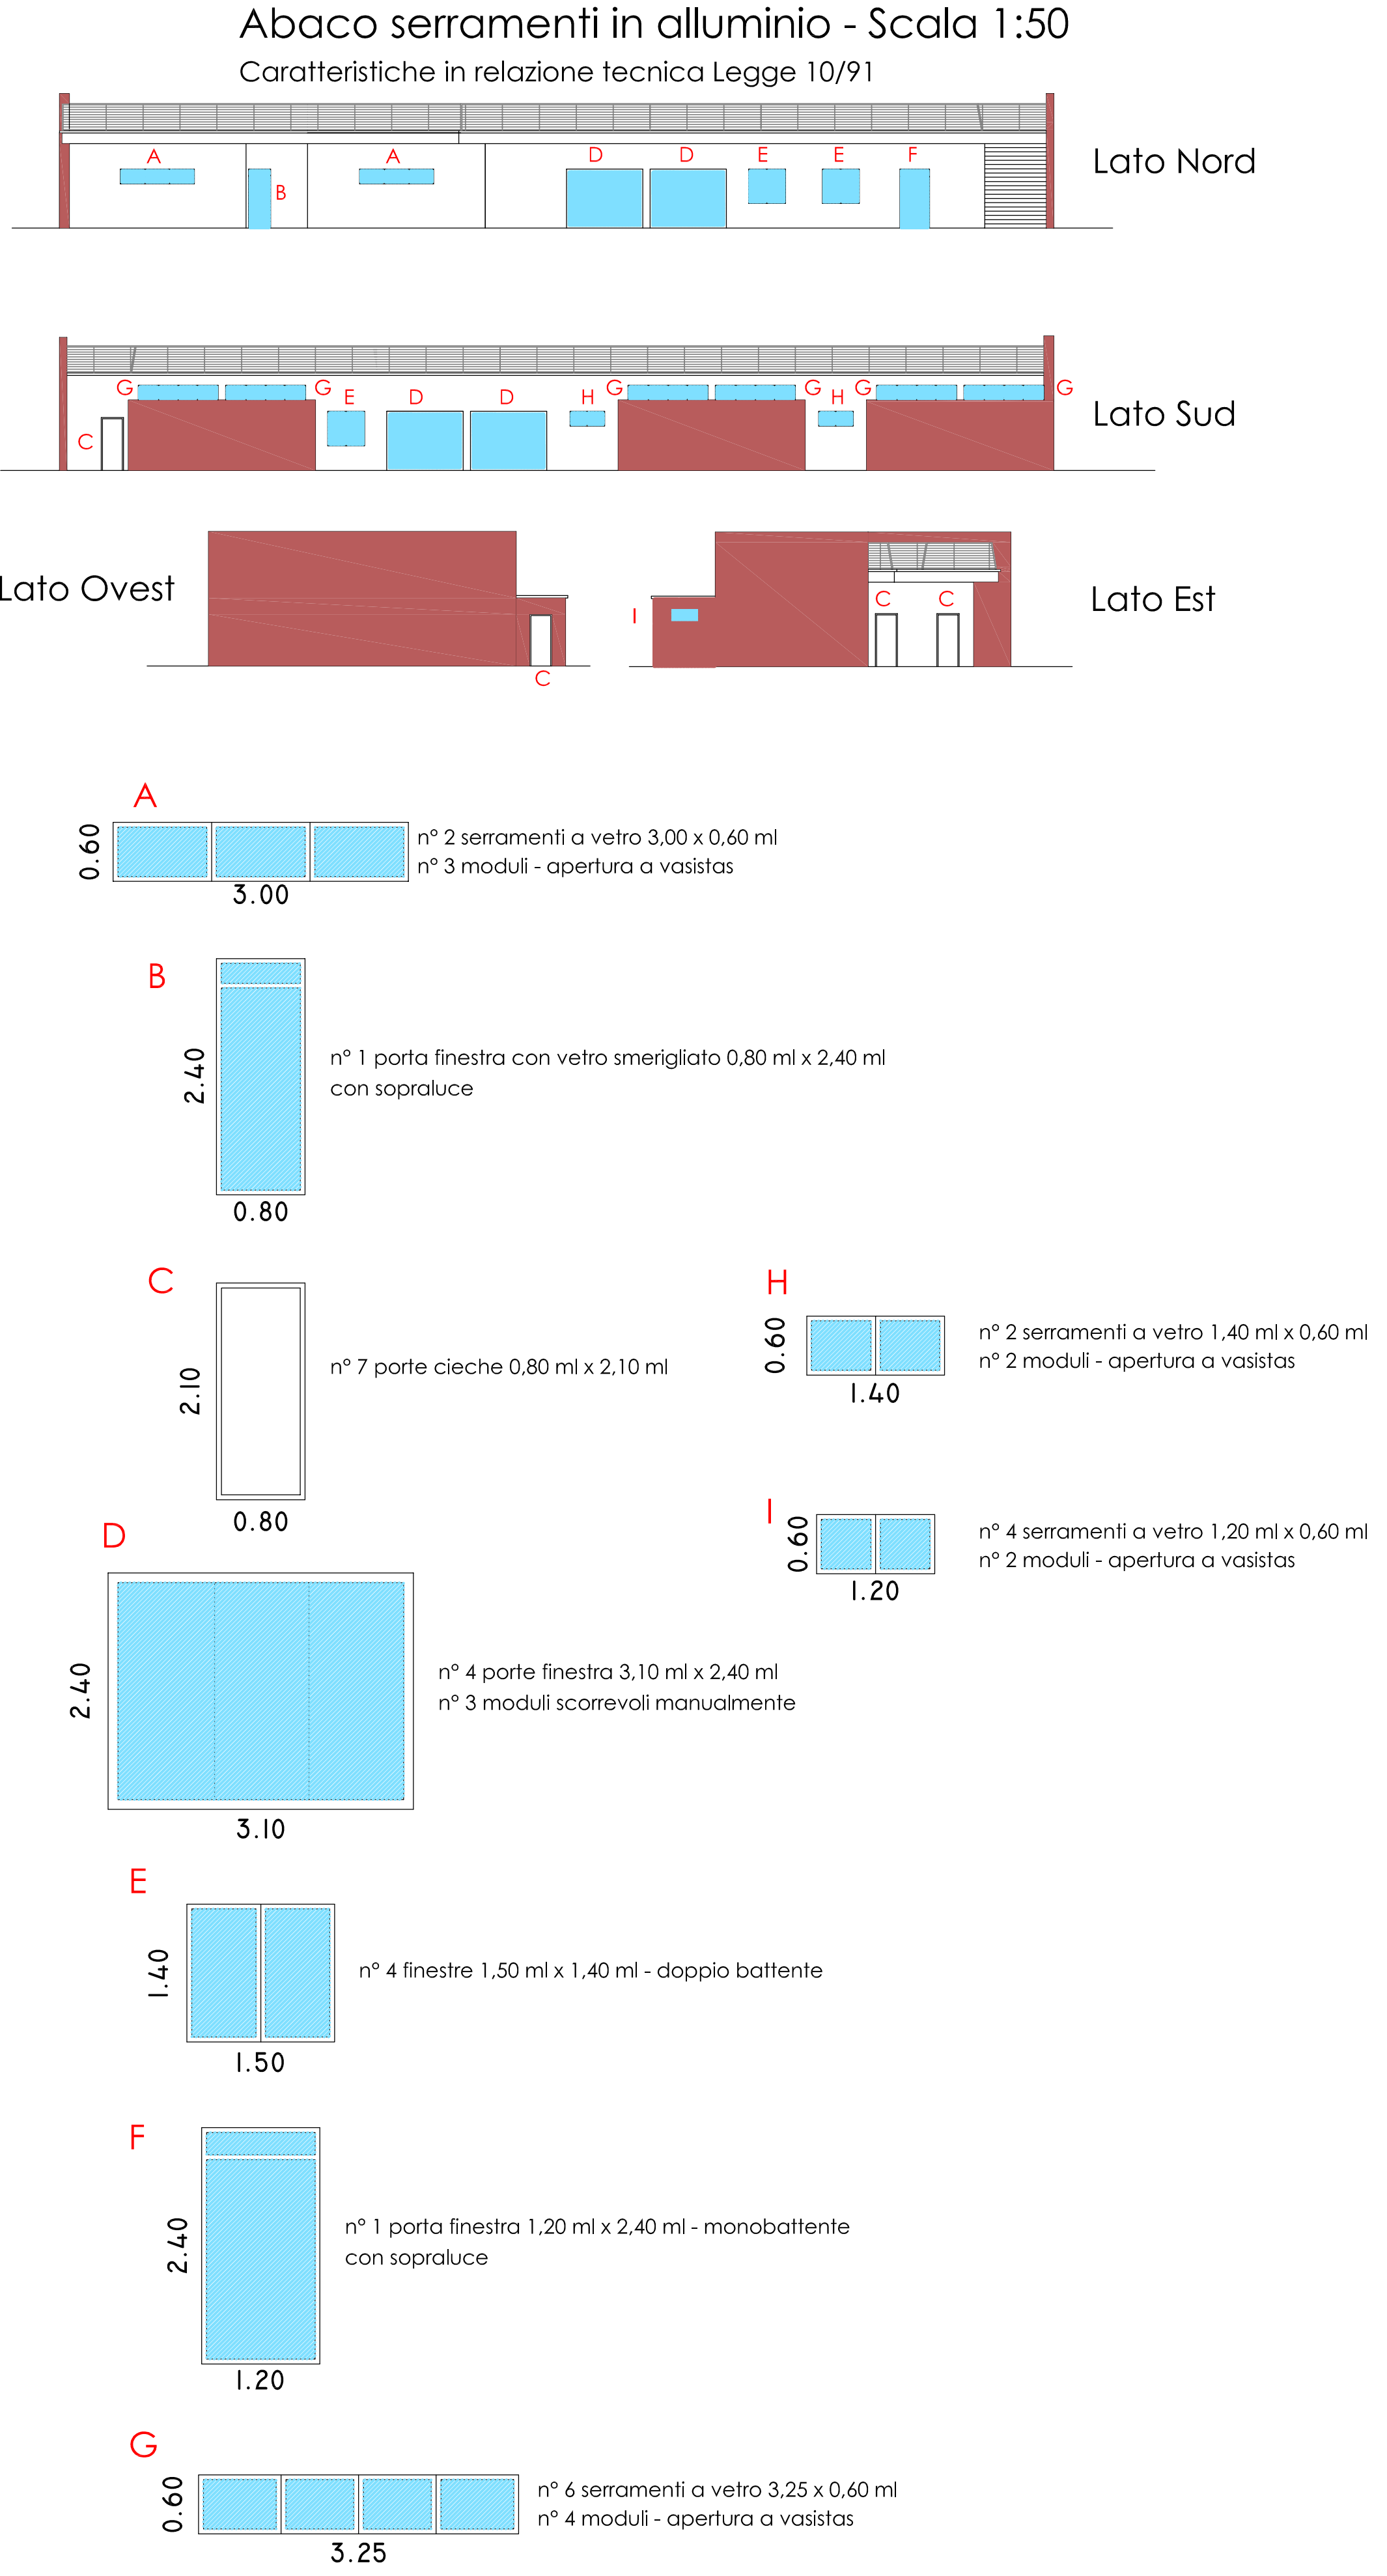 Abaco serramenti in alluminio - Scala 1:50
Caratteristiche in relazione tecnica Legge 10/91
A
B
A
D
D
E
E
F
Lato Nord
C
G
G
E
D
D
H
G
G
H
G
G
Lato Sud
Lato Ovest
C
I
C
C
Lato Est
A
0.60
3.00
n° 2 serramenti a vetro 3,00 x 0,60 ml
n° 3 moduli - apertura a vasistas
B
2.40
0.80
n° 1 porta finestra con vetro smerigliato 0,80 ml x 2,40 ml
con sopraluce
C
2.10
0.80
n° 7 porte cieche 0,80 ml x 2,10 ml
H
0.60
1.40
n° 2 serramenti a vetro 1,40 ml x 0,60 ml
n° 2 moduli - apertura a vasistas
I
0.60
1.20
n° 4 serramenti a vetro 1,20 ml x 0,60 ml
n° 2 moduli - apertura a vasistas
D
2.40
3.10
n° 4 porte finestra 3,10 ml x 2,40 ml
n° 3 moduli scorrevoli manualmente
E
1.40
1.50
n° 4 finestre 1,50 ml x 1,40 ml - doppio battente
F
2.40
1.20
n° 1 porta finestra 1,20 ml x 2,40 ml - monobattente
con sopraluce
G
0.60
3.25
n° 6 serramenti a vetro 3,25 x 0,60 ml
n° 4 moduli - apertura a vasistas